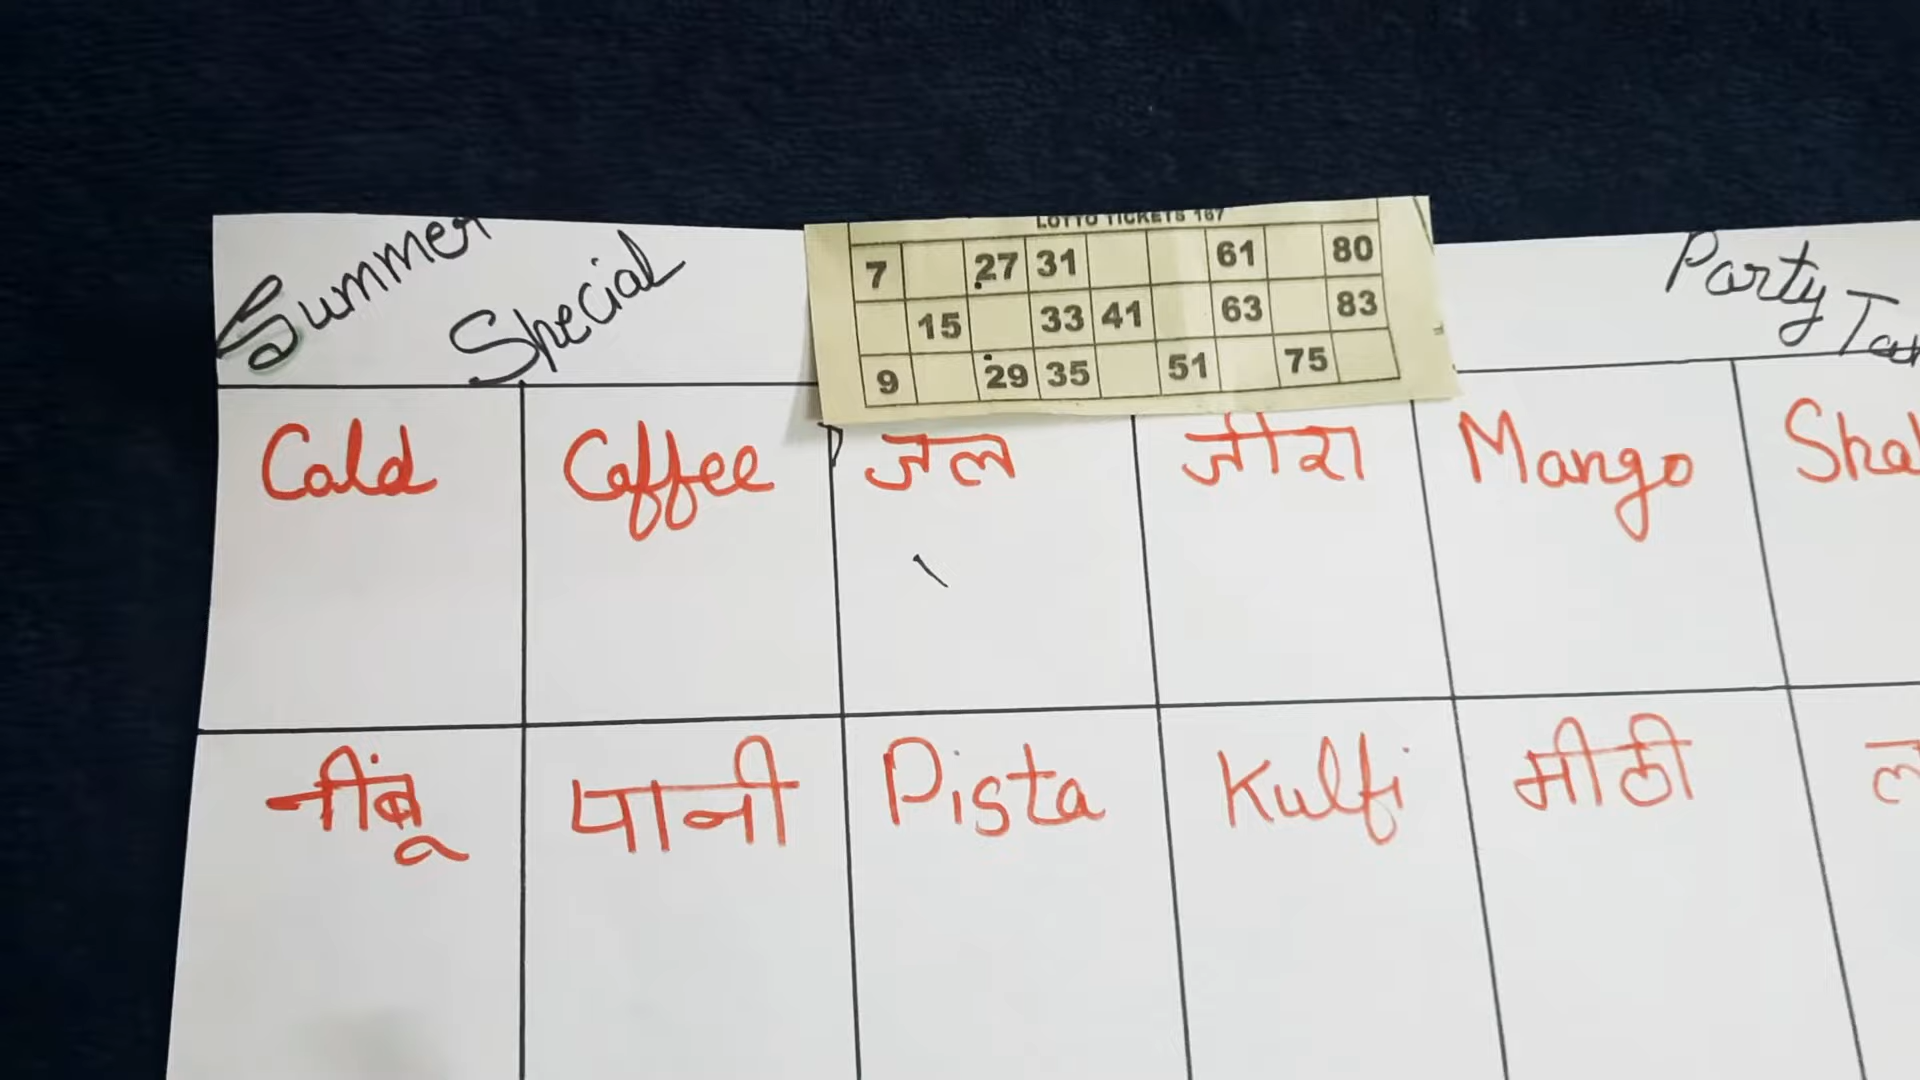 Summer
Special
LOTTO TICKETS 167
7 27 31 61 80
15 33 41 63 83
9 29 35 51 75
Party
Cold Coffee जल जीरा Mango
नींबू पानी Pista Kulfi मीठी